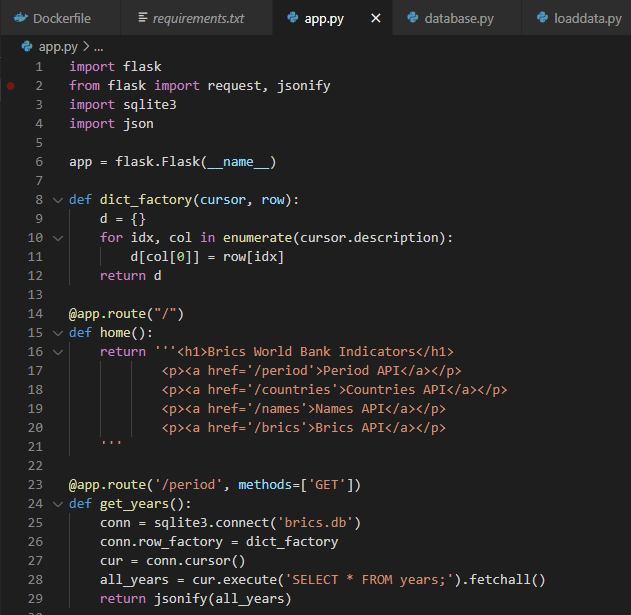 Dockerfile requirements.txt app.py database.py loaddata.py
app.py > ...
1 import flask
2 from flask import request, jsonify
3 import sqlite3
4 import json
5
6 app = flask.Flask(__name__)
7
8 def dict_factory(cursor, row):
9     d = {}
10     for idx, col in enumerate(cursor.description):
11         d[col[0]] = row[idx]
12     return d
13
14 @app.route("/")
15 def home():
16     return '''<h1>Brics World Bank Indicators</h1>
17             <p><a href='/period'>Period API</a></p>
18             <p><a href='/countries'>Countries API</a></p>
19             <p><a href='/names'>Names API</a></p>
20             <p><a href='/brics'>Brics API</a></p>
21     '''
22
23 @app.route('/period', methods=['GET'])
24 def get_years():
25     conn = sqlite3.connect('brics.db')
26     conn.row_factory = dict_factory
27     cur = conn.cursor()
28     all_years = cur.execute('SELECT * FROM years;').fetchall()
29     return jsonify(all_years)